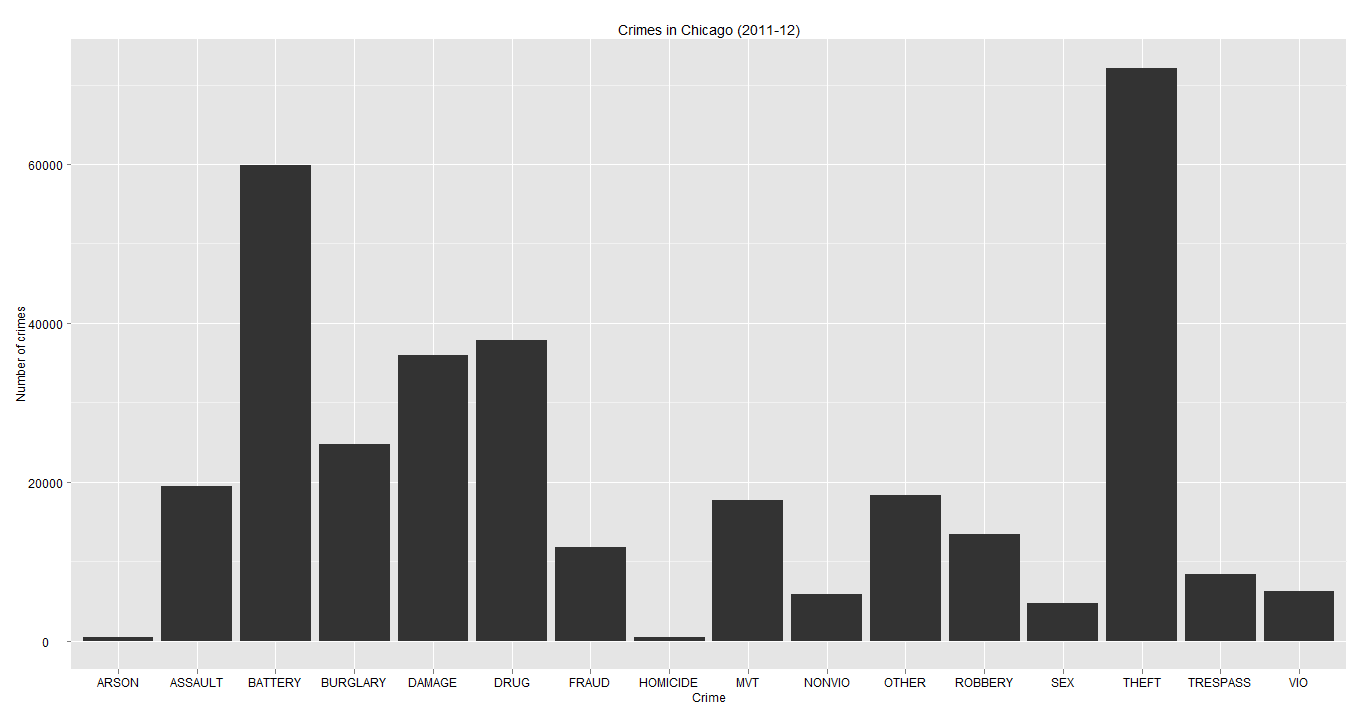 Crimes in Chicago (2011-12)
Number of crimes
60000
40000
20000
0
ARSON ASSAULT BATTERY BURGLARY DAMAGE DRUG FRAUD HOMICIDE MVT NONVIO OTHER ROBBERY SEX THEFT TRESPASS VIO
Crime